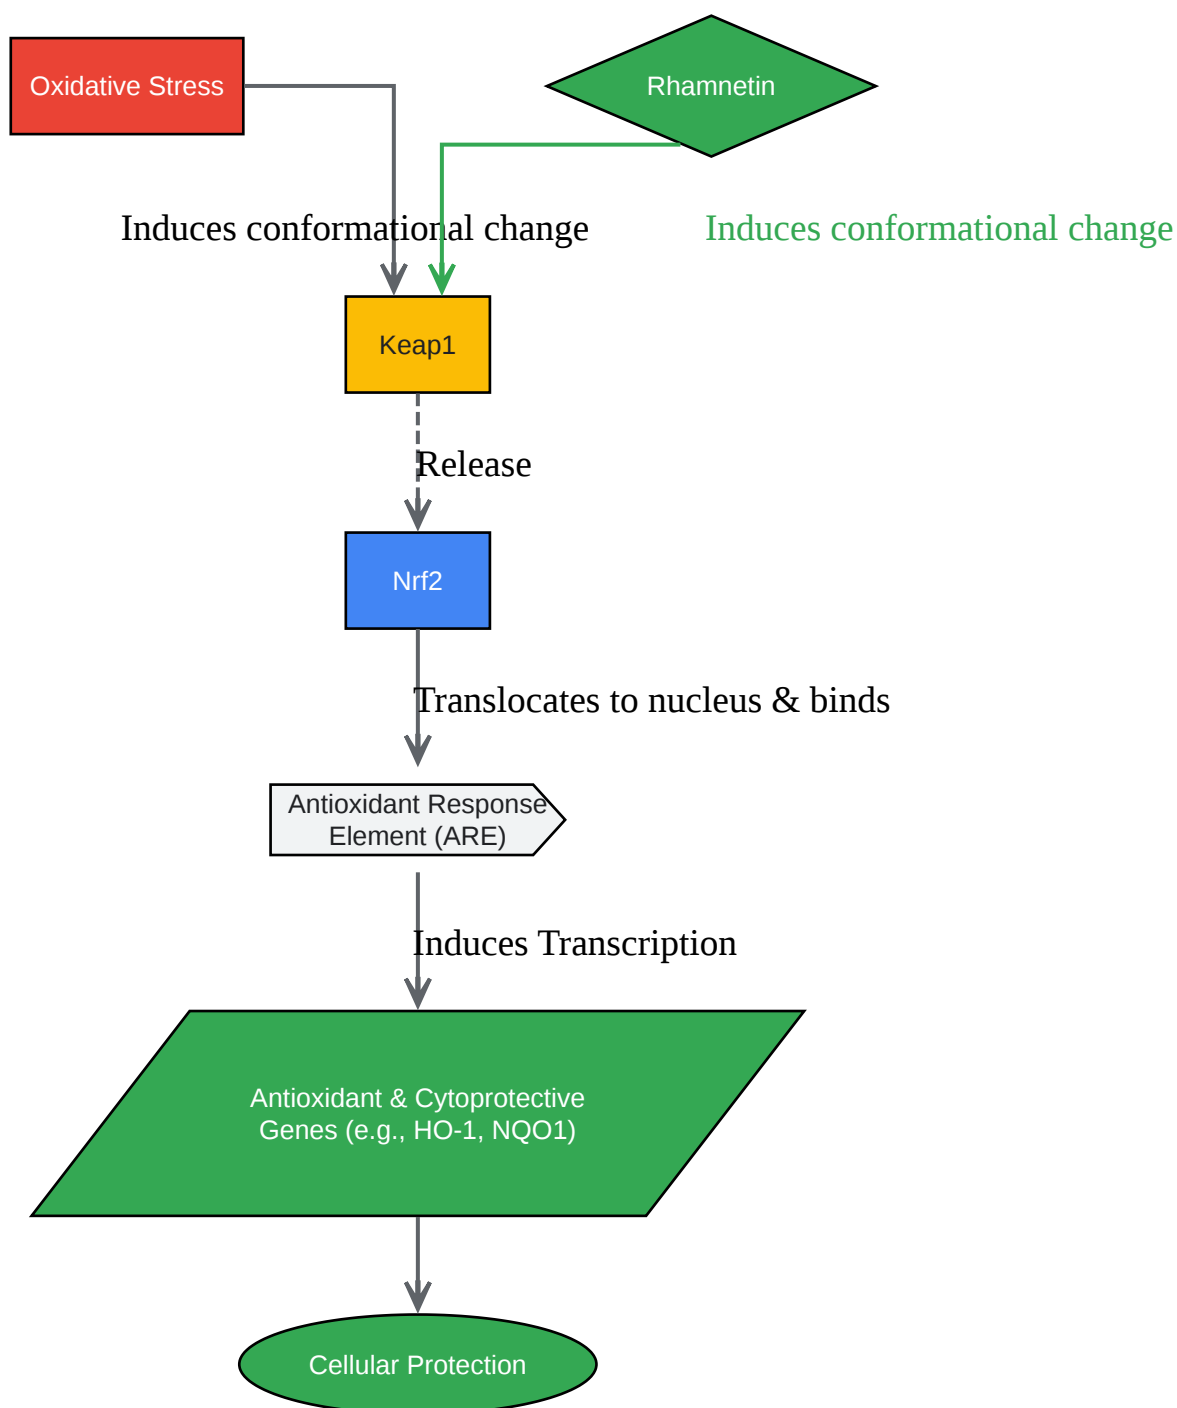 Oxidative Stress
Rhamnetin
Induces conformational change
Induces conformational change
Keap1
Release
Nrf2
Translocates to nucleus & binds
Antioxidant Response
Element (ARE)
Induces Transcription
Antioxidant & Cytoprotective
Genes (e.g., HO-1, NQO1)
Cellular Protection